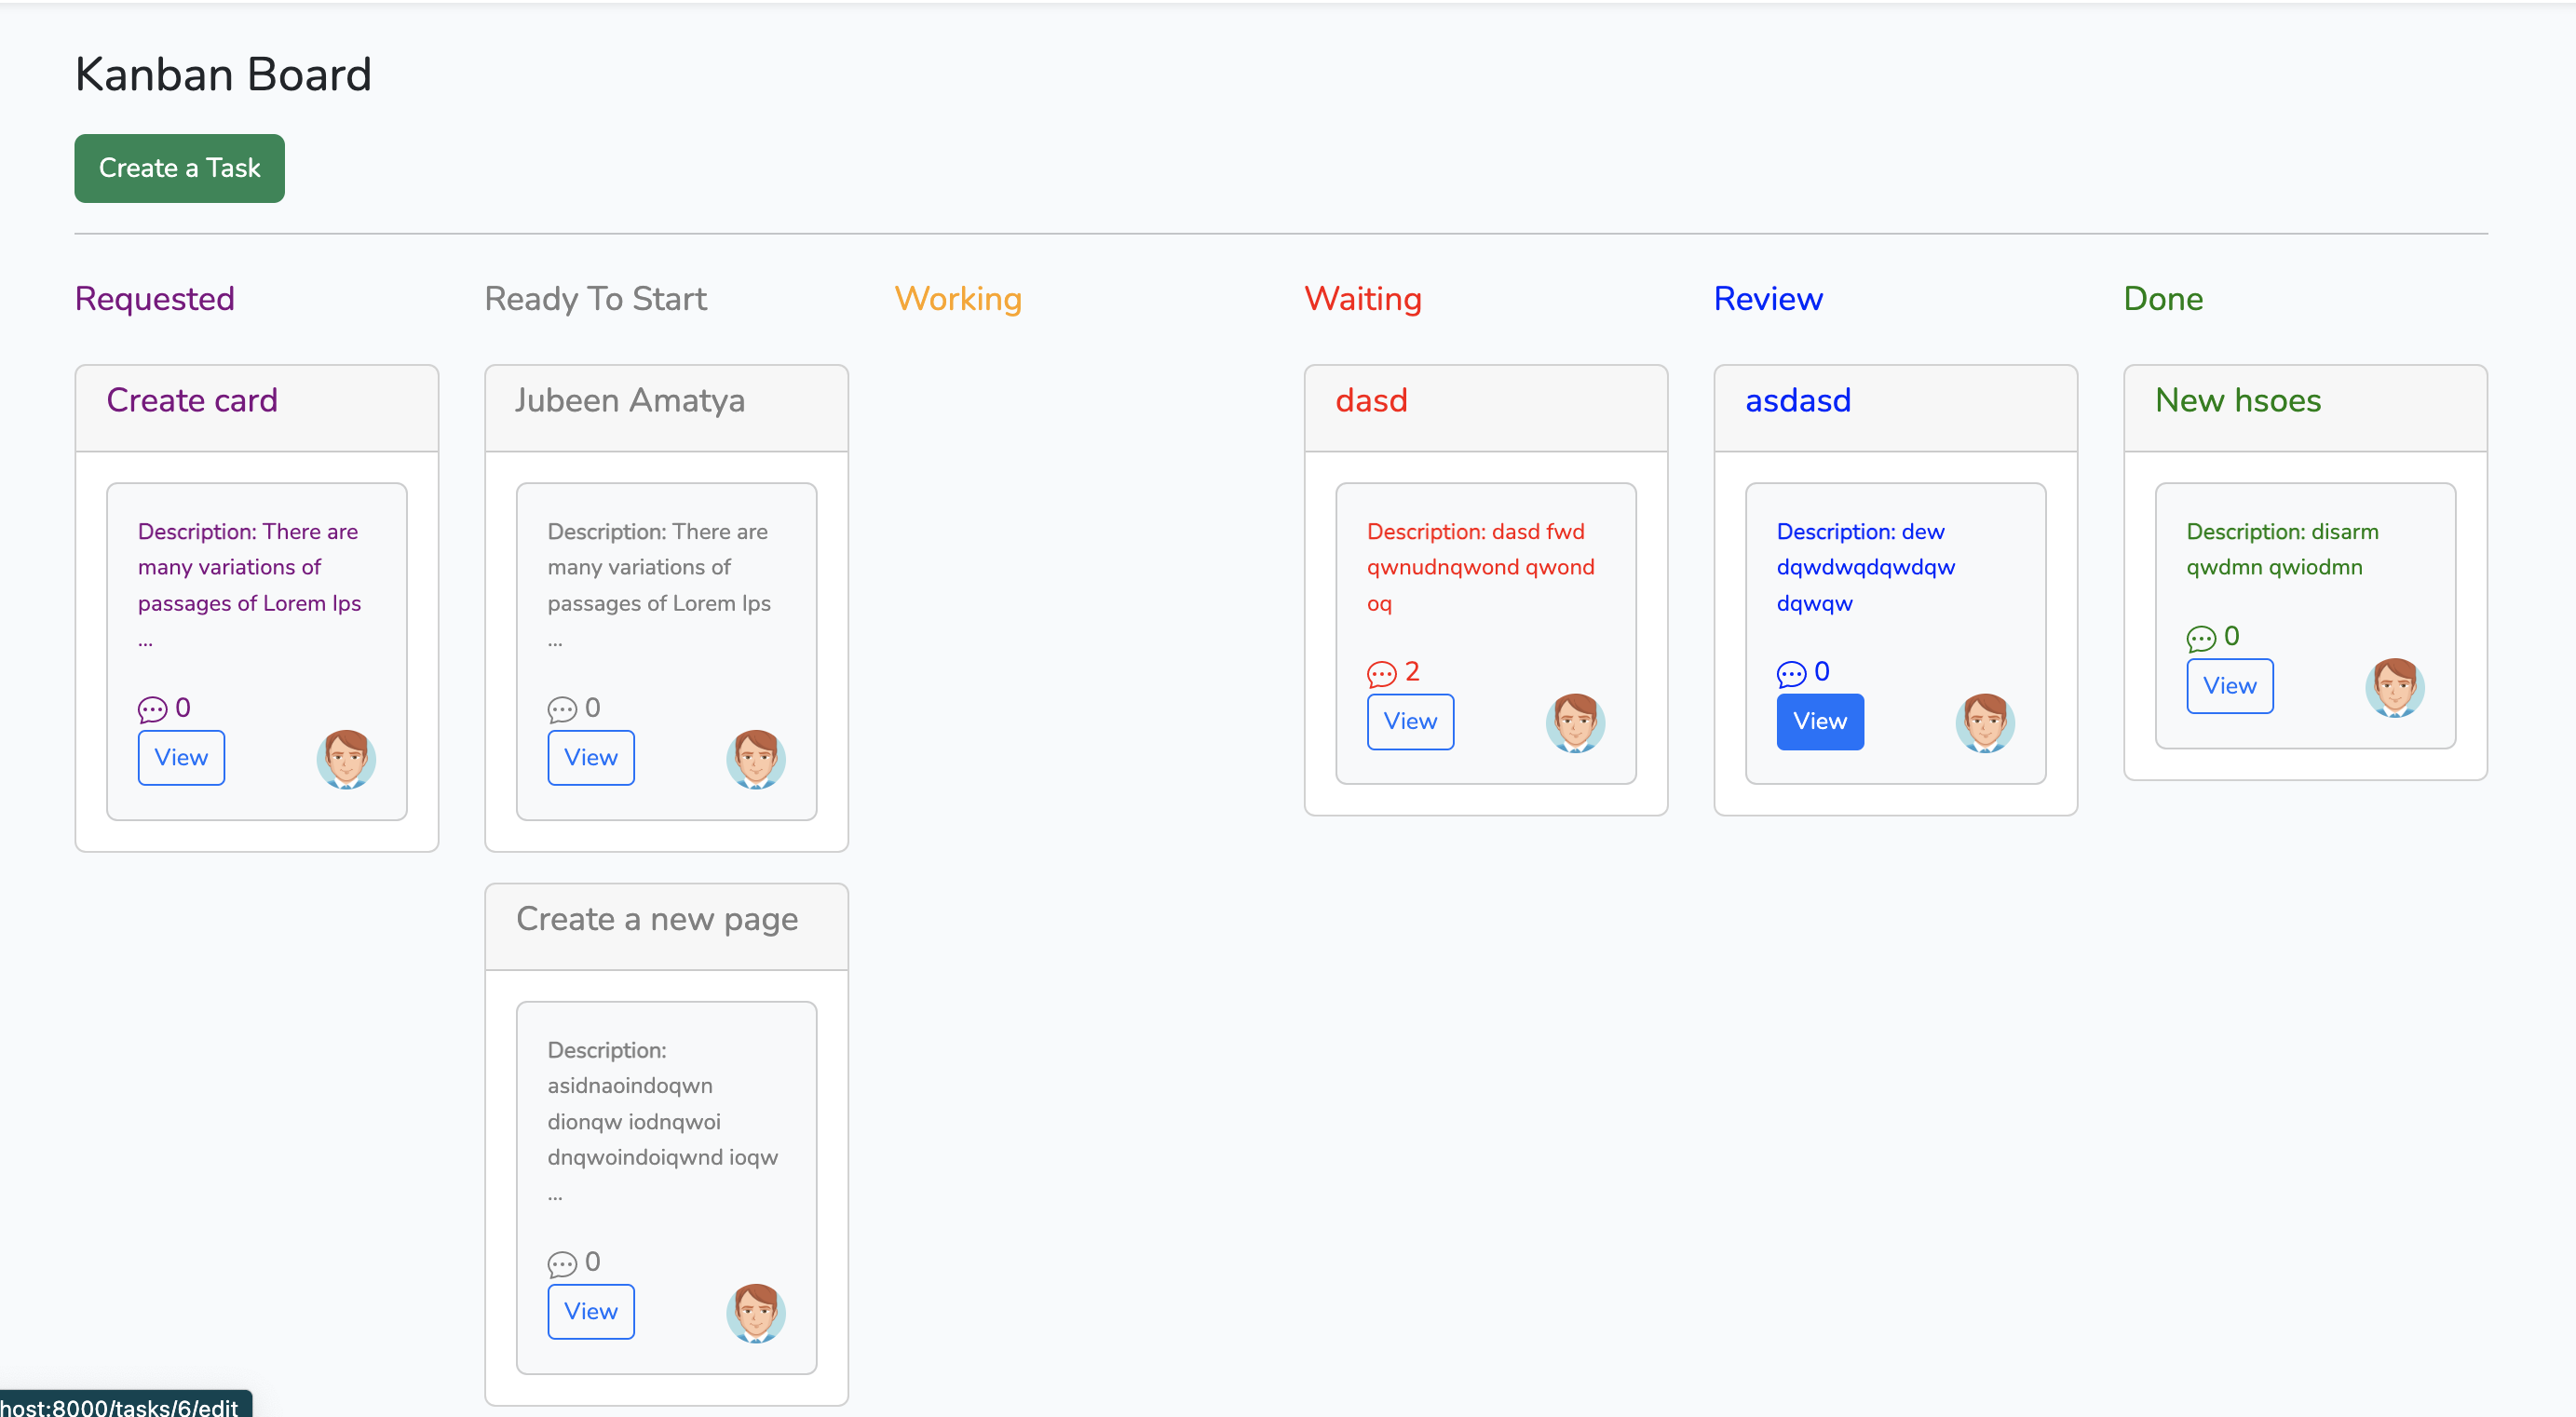 Kanban Board
Create a Task
Requested
Ready To Start
Working
Waiting
Review
Done
Create card
Description: There are
many variations of
passages of Lorem Ips
...
0
View
Jubeen Amatya
Description: There are
many variations of
passages of Lorem Ips
...
0
View
Create a new page
Description:
asidnaoindoqwn
dionqw iodnqwoi
dnqwoindoiqwnd ioqw
...
0
View
dasd
Description: dasd fwd
qwnudnqwond qwond
oq
2
View
asdasd
Description: dew
dqwdwqdqwdqw
dqwqw
0
View
New hsoes
Description: disarm
qwdmn qwiodmn
0
View
host:8000/tasks/6/edit